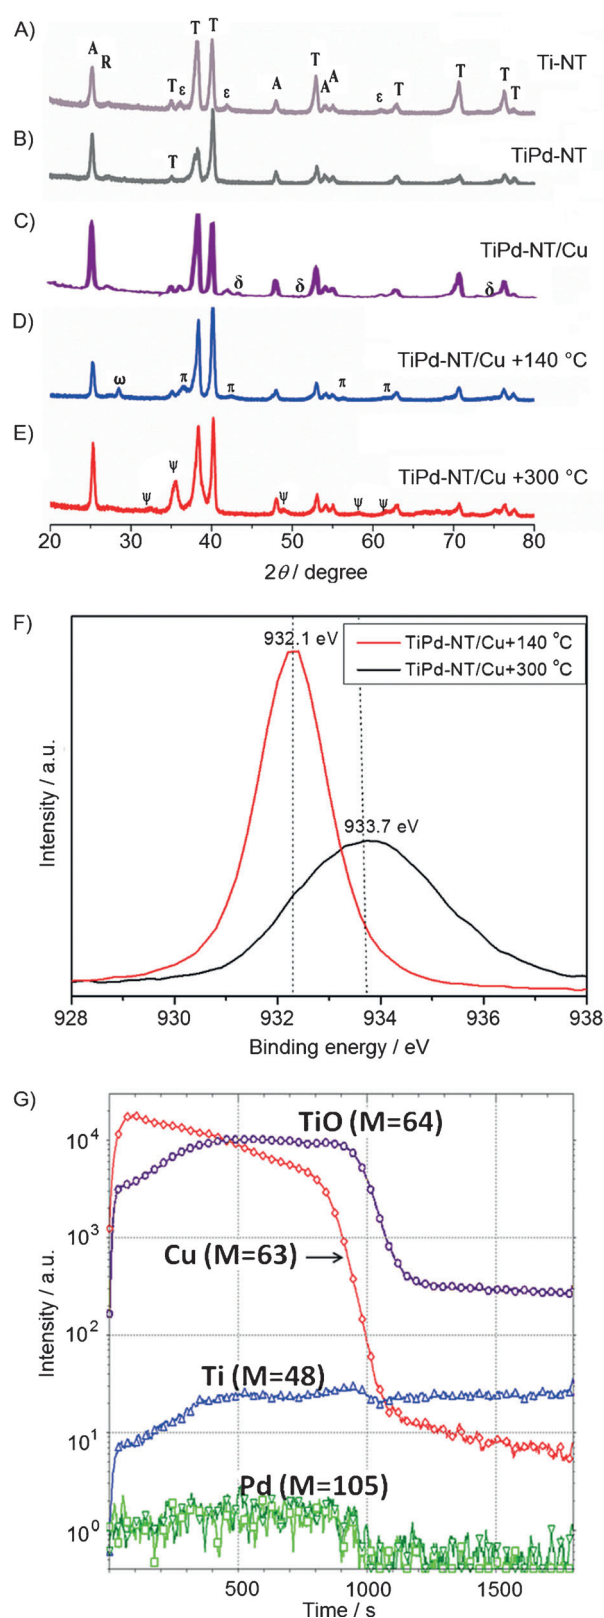 A)
T T
A
R
T ε
ε
A
T
A A
ε T
T
T T
Ti-NT
B)
T
TiPd-NT
C)
δ
δ
δ
TiPd-NT/Cu
D)
ω
π
π
π
π
TiPd-NT/Cu +140 °C
E)
ψ
ψ
ψ
ψ ψ
TiPd-NT/Cu +300 °C
20 30 40 50 60 70 80
2θ / degree
F)
932.1 eV
TiPd-NT/Cu+140 °C
TiPd-NT/Cu+300 °C
933.7 eV
Intensity / a.u.
928 930 932 934 936 938
Binding energy / eV
G)
TiO (M=64)
Cu (M=63)
Ti (M=48)
Pd (M=105)
Intensity / a.u.
10⁴
10³
10²
10¹
10⁰
500 1000 1500
Time / s